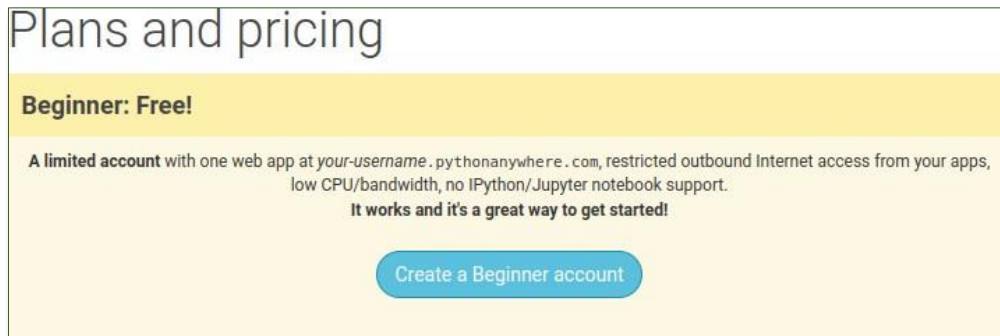 Plans and pricing
Beginner: Free!
A limited account with one web app at your-username.pythonanywhere.com, restricted outbound Internet access from your apps,
low CPU/bandwidth, no IPython/Jupyter notebook support.
It works and it's a great way to get started!
Create a Beginner account